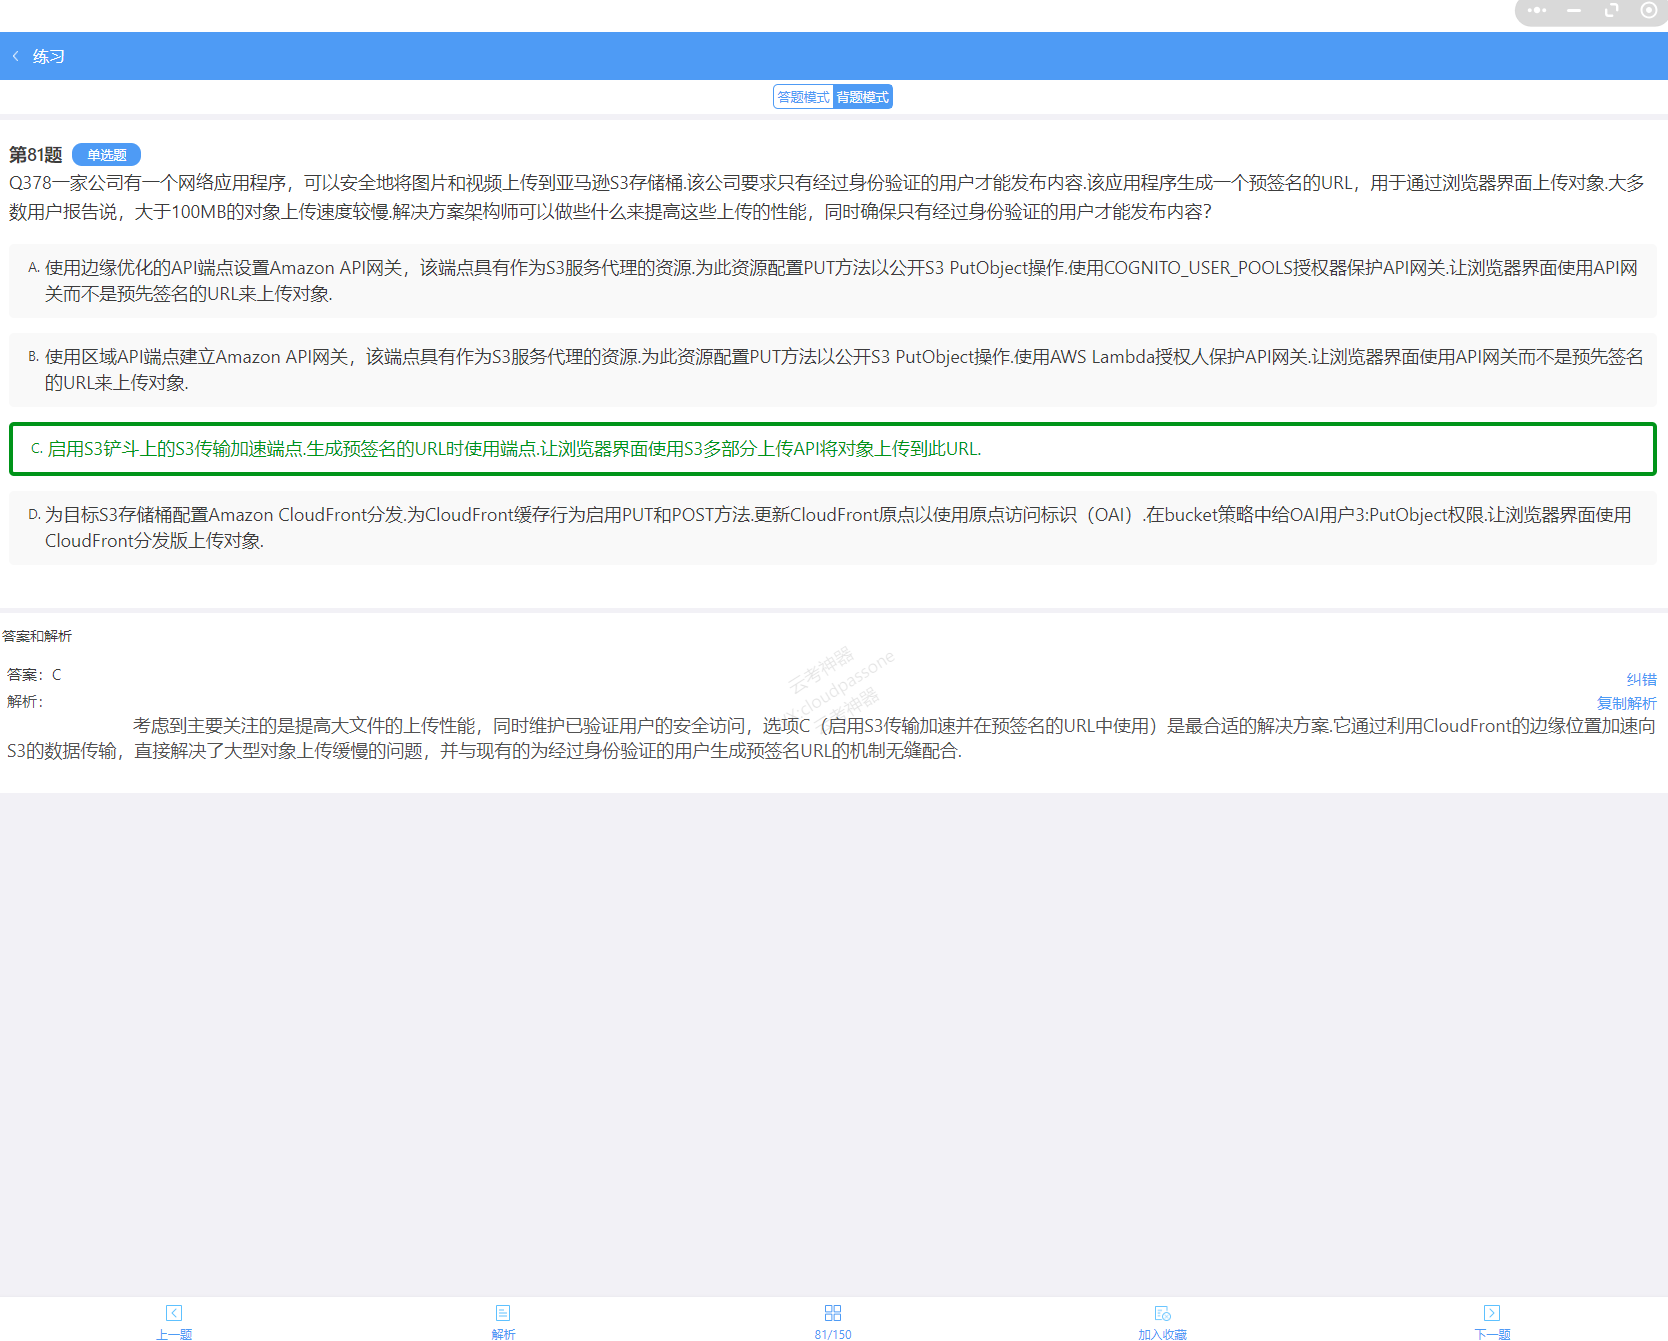 练习
答题模式 背题模式
第81题 单选题
Q378一家公司有一个网络应用程序，可以安全地将图片和视频上传到亚马逊S3存储桶.该公司要求只有经过身份验证的用户才能发布内容.该应用程序生成一个预签名的URL，用于通过浏览器界面上传对象.大多
数用户报告说，大于100MB的对象上传速度较慢.解决方案架构师可以做些什么来提高这些上传的性能，同时确保只有经过身份验证的用户才能发布内容？
A. 使用边缘优化的API端点设置Amazon API网关，该端点具有作为S3服务代理的资源.为此资源配置PUT方法以公开S3 PutObject操作.使用COGNITO_USER_POOLS授权器保护API网关.让浏览器界面使用API网
关而不是预先签名的URL来上传对象.
B. 使用区域API端点建立Amazon API网关，该端点具有作为S3服务代理的资源.为此资源配置PUT方法以公开S3 PutObject操作.使用AWS Lambda授权人保护API网关.让浏览器界面使用API网关而不是预先签名
的URL来上传对象.
C. 启用S3铲斗上的S3传输加速端点.生成预签名的URL时使用端点.让浏览器界面使用S3多部分上传API将对象上传到此URL.
D. 为目标S3存储桶配置Amazon CloudFront分发.为CloudFront缓存行为启用PUT和POST方法.更新CloudFront原点以使用原点访问标识（OAI）.在bucket策略中给OAI用户3:PutObject权限.让浏览器界面使用
CloudFront分发版上传对象.
答案和解析
云考神器
cloudpassone
云考神器
答案：C
纠错
解析：
复制解析
考虑到主要关注的是提高大文件的上传性能，同时维护已验证用户的安全访问，选项C（启用S3传输加速并在预签名的URL中使用）是最合适的解决方案.它通过利用CloudFront的边缘位置加速向
S3的数据传输，直接解决了大型对象上传缓慢的问题，并与现有的为经过身份验证的用户生成预签名URL的机制无缝配合.
上一题 解析 81/150 加入收藏 下一题